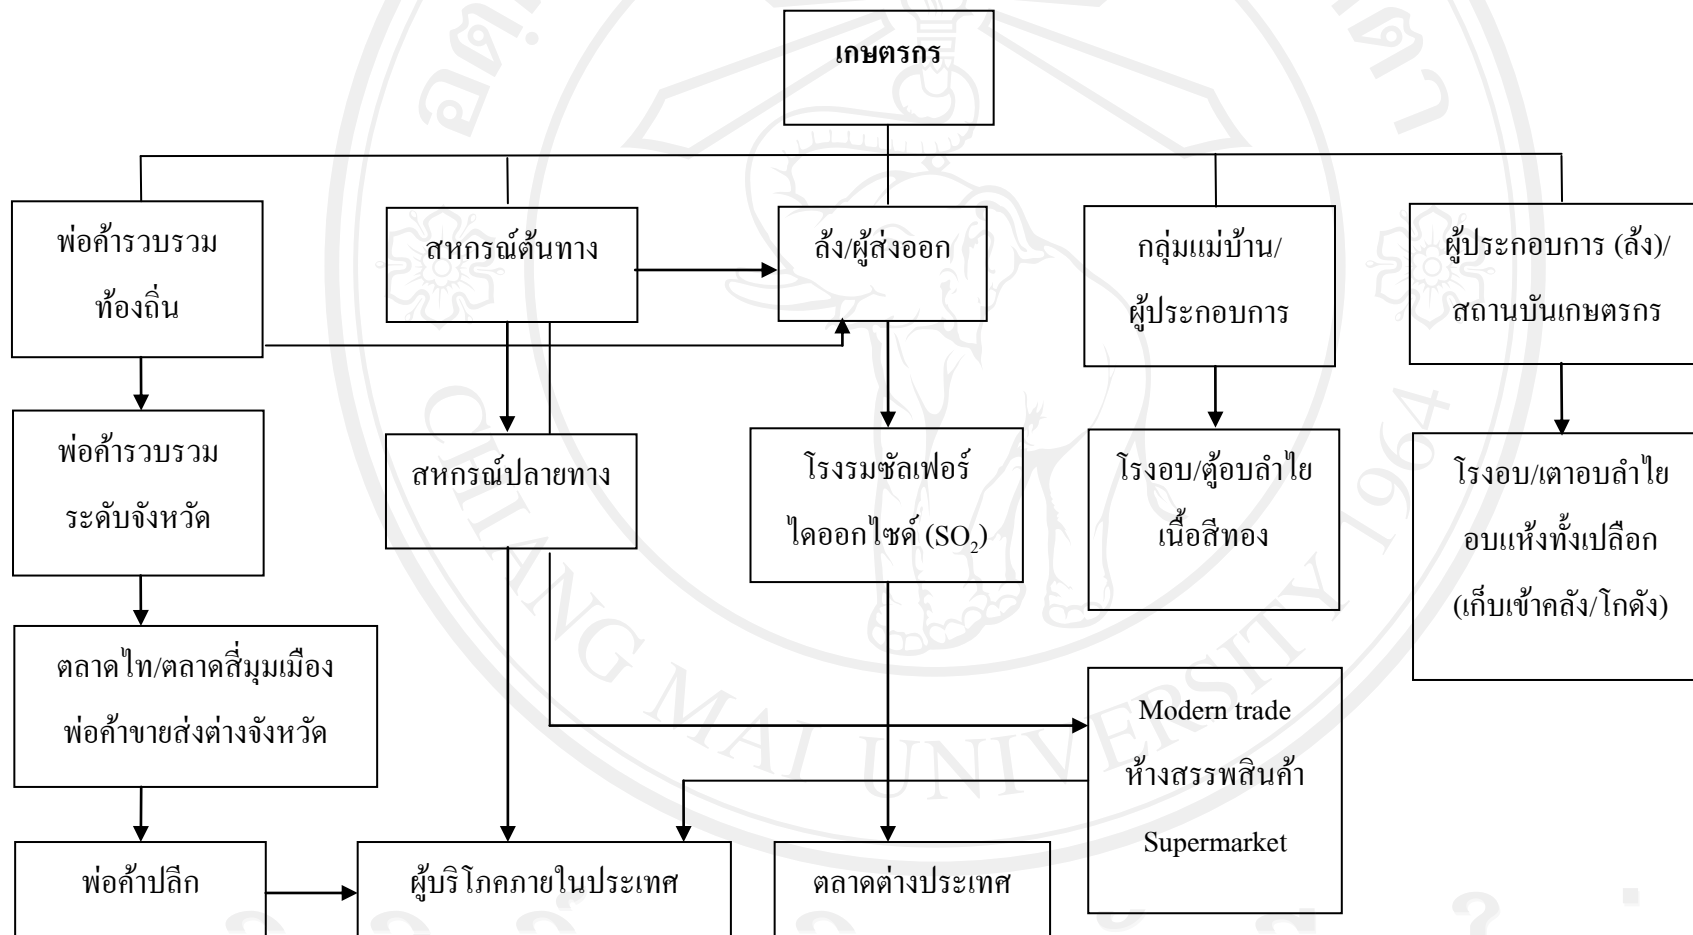 เกษตรกร
พ่อค้ารวบรวม
ท้องถิ่น
สหกรณ์ต้นทาง
ล้ง/ผู้ส่งออก
กลุ่มแม่บ้าน/
ผู้ประกอบการ
ผู้ประกอบการ (ล้ง)/
สถานบันเกษตรกร
พ่อค้ารวบรวม
ระดับจังหวัด
สหกรณ์ปลายทาง
โรงรมซัลเฟอร์
ไดออกไซด์ (SO₂)
โรงอบ/ตู้อบลำไย
เนื้อสีทอง
โรงอบ/เตาอบลำไย
อบแห้งทั้งเปลือก
(เก็บเข้าคลัง/โกดัง)
ตลาดไท/ตลาดสี่มุมเมือง
พ่อค้าขายส่งต่างจังหวัด
Modern trade
ห้างสรรพสินค้า
Supermarket
พ่อค้าปลีก
ผู้บริโภคภายในประเทศ
ตลาดต่างประเทศ
CHIANG MAI UNIVERSITY 1964